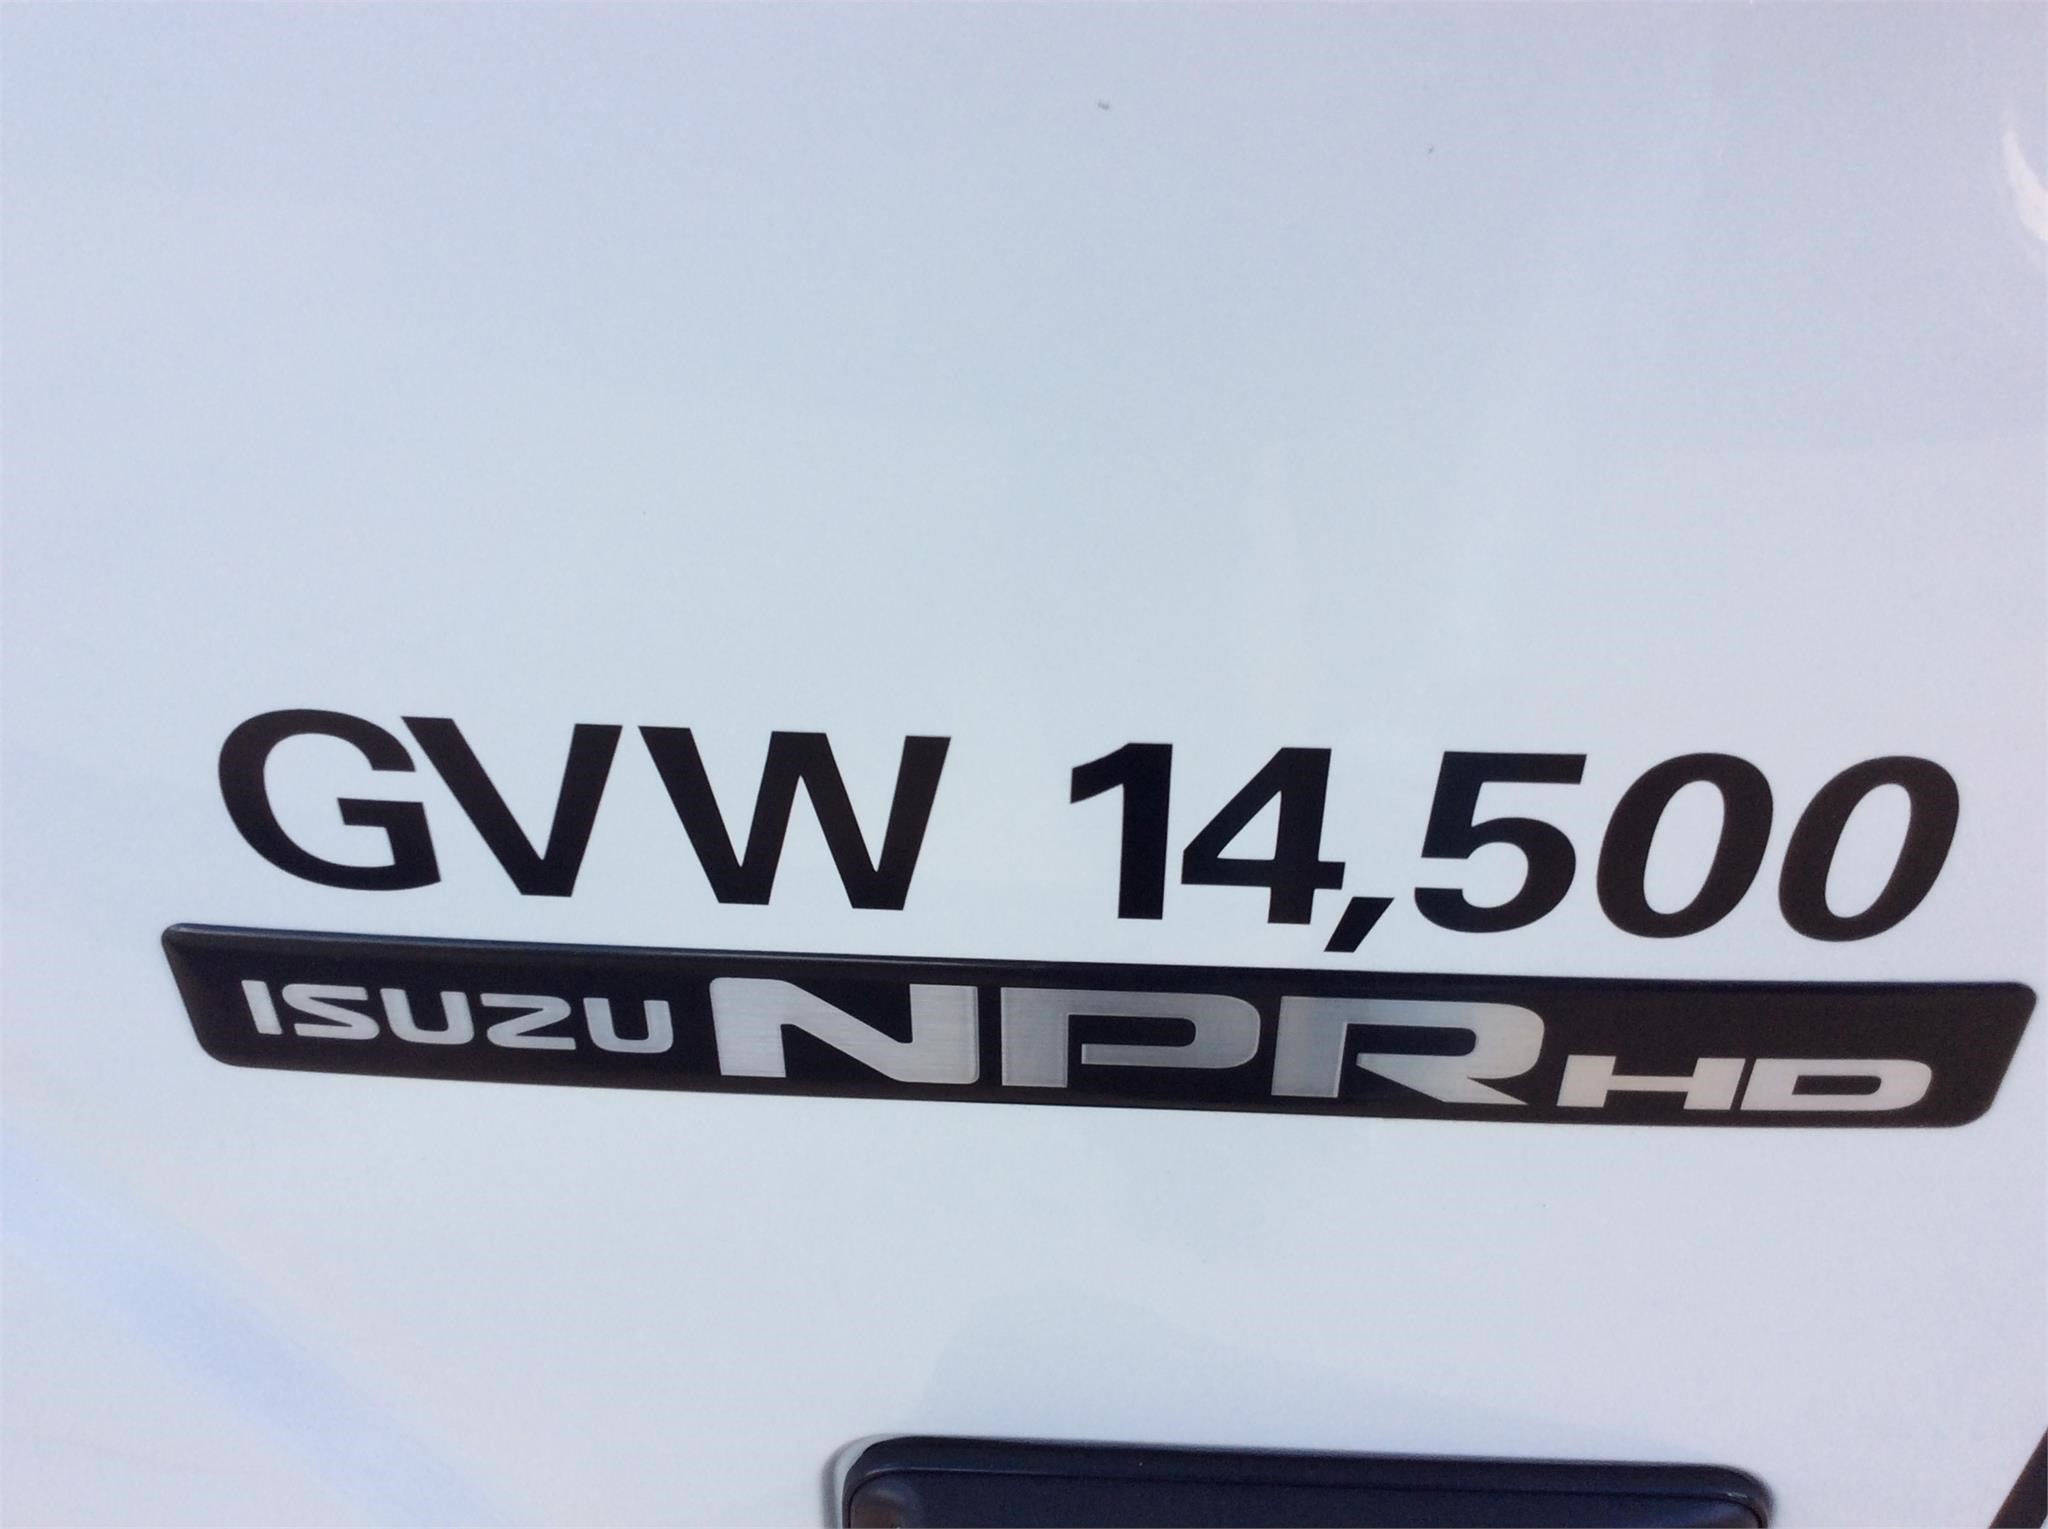 GVW 14,500
ISUZU NPR HD